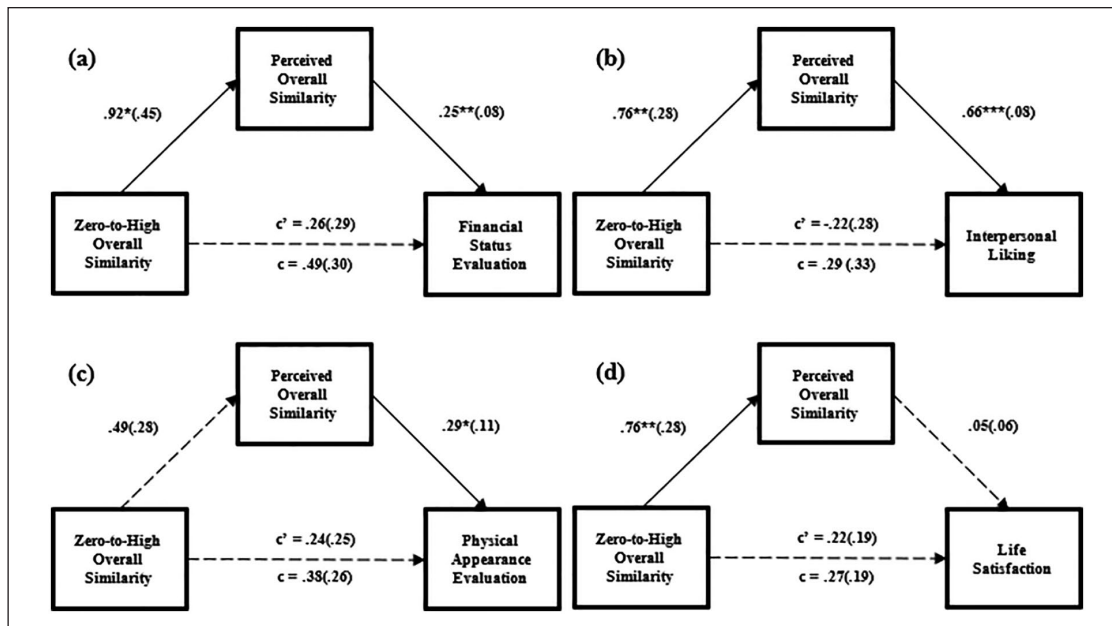 (a)
Perceived
Overall
Similarity
.92*(.45)
.25**(.08)
Zero-to-High
Overall
Similarity
c’ = .26(.29)
c = .49(.30)
Financial
Status
Evaluation
(b)
Perceived
Overall
Similarity
.76**(.28)
.66***(.08)
Zero-to-High
Overall
Similarity
c’ = -.22(.28)
c = .29 (.33)
Interpersonal
Liking
(c)
Perceived
Overall
Similarity
.49(.28)
.29*(.11)
Zero-to-High
Overall
Similarity
c’ = .24(.25)
c = .38(.26)
Physical
Appearance
Evaluation
(d)
Perceived
Overall
Similarity
.76**(.28)
.05(.06)
Zero-to-High
Overall
Similarity
c’ = .22(.19)
c = .27(.19)
Life
Satisfaction